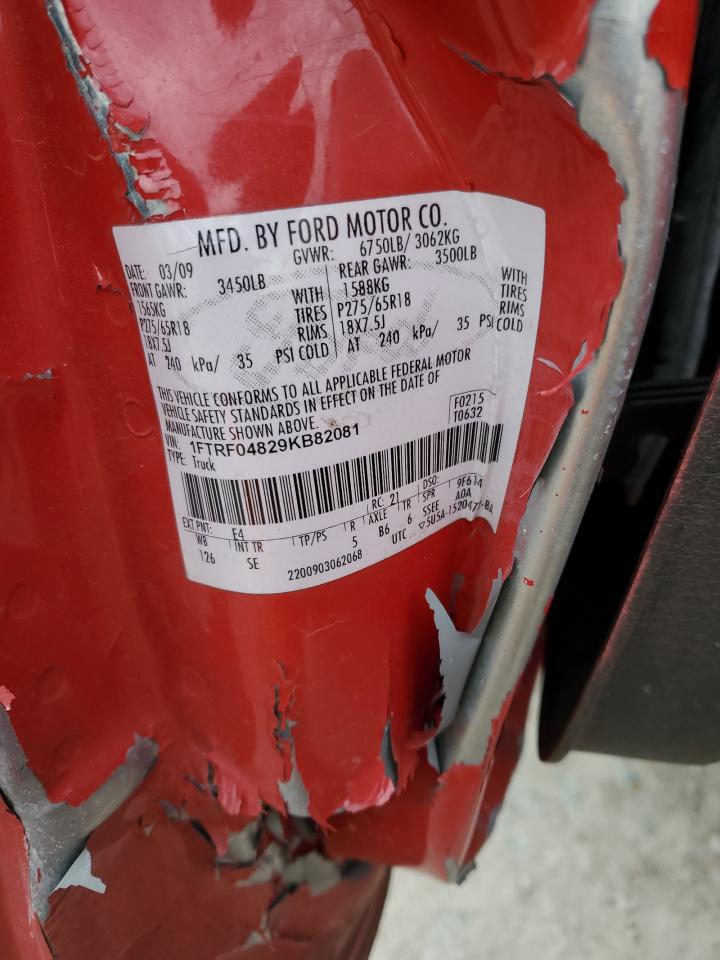 MFD. BY FORD MOTOR CO.
DATE: 03/09 GVWR: 6750LB/ 3062KG
FRONT GAWR: 3450LB REAR GAWR: 3500LB
1565KG WITH 1588KG WITH
P275/65R18 TIRES P275/65R18 TIRES
18X7.5J RIMS 18X7.5J RIMS
AT 240 kPa/ 35 PSI COLD AT 240 kPa/ 35 PSI COLD
THIS VEHICLE CONFORMS TO ALL APPLICABLE FEDERAL MOTOR
VEHICLE SAFETY STANDARDS IN EFFECT ON THE DATE OF
MANUFACTURE SHOWN ABOVE. F0215
VIN: 1FTRF04829KB82081 T0632
TYPE: Truck
EXT PNT: E4 RC: 21 DSO: 9F614
WB INT TR TP/PS R AXLE TR SPR A0A
126 SE 5 B6 6 SSEE
2200903062068 UTC